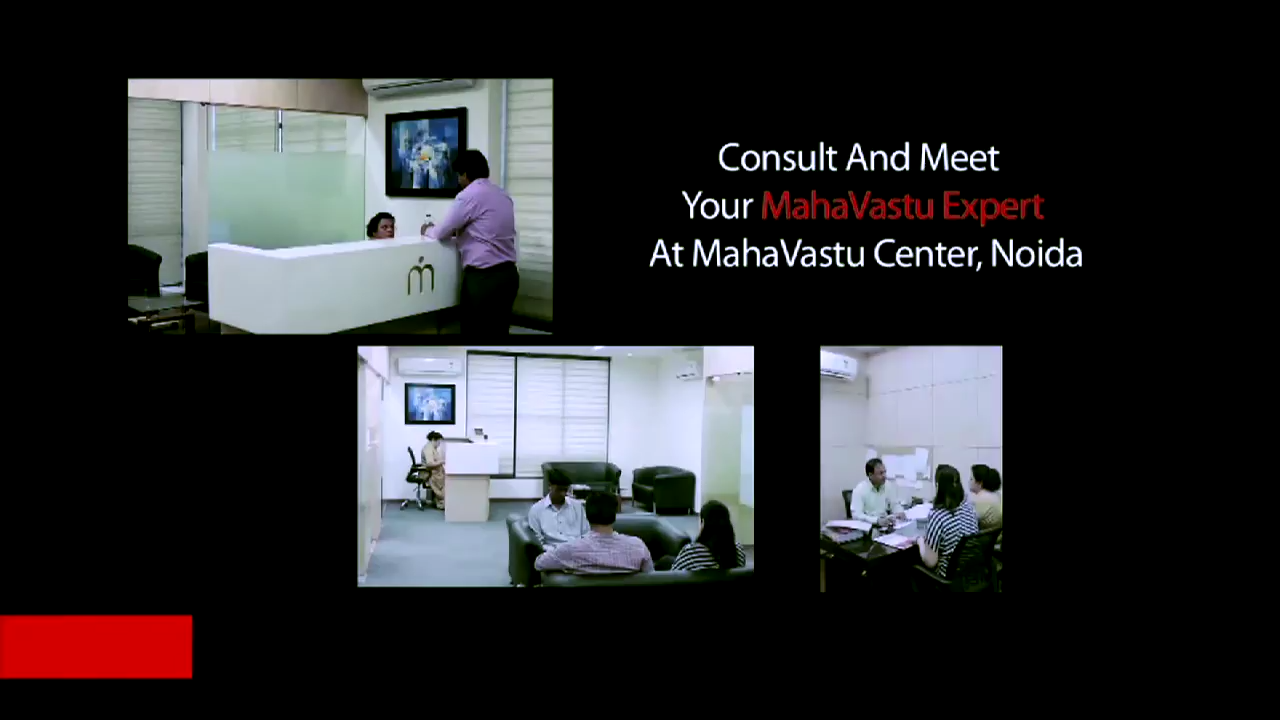 Consult And Meet
Your MahaVastu Expert
At MahaVastu Center, Noida